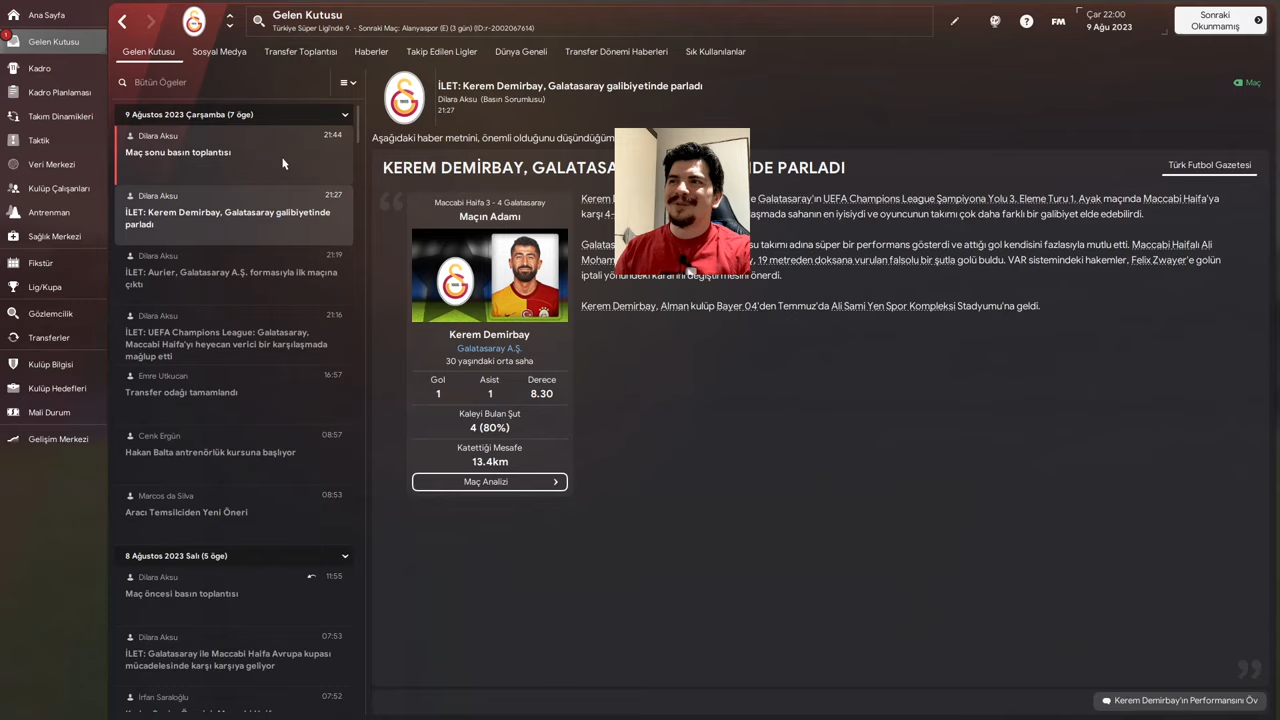 Ana Sayfa
1
Gelen Kutusu
Kadro
Kadro Planlaması
Takım Dinamikleri
Taktik
Veri Merkezi
Kulüp Çalışanları
Antrenman
Sağlık Merkezi
Fikstür
Lig/Kupa
Gözlemcilik
Transferler
Kulüp Bilgisi
Kulüp Hedefleri
Mali Durum
Gelişim Merkezi
Gelen Kutusu
Türkiye Süper Ligi'nde 9. - Sonraki Maç: Alanyaspor (E) (3 gün) (ID:r-2002067614)
FM
Çar 22:00
9 Ağu 2023
Sonraki
Okunmamış
Gelen Kutusu Sosyal Medya Transfer Toplantısı Haberler Takip Edilen Ligler Dünya Geneli Transfer Dönemi Haberleri Sık Kullanılanlar
Bütün Ögeler
9 Ağustos 2023 Çarşamba (7 öge)
Dilara Aksu 21:44
Maç sonu basın toplantısı
Dilara Aksu 21:27
İLET: Kerem Demirbay, Galatasaray galibiyetinde
parladı
Dilara Aksu 21:19
İLET: Aurier, Galatasaray A.Ş. formasıyla ilk maçına
çıktı
Dilara Aksu 21:16
İLET: UEFA Champions League: Galatasaray,
Maccabi Haifa'yı heyecan verici bir karşılaşmada
mağlup etti
Emre Utkucan 16:57
Transfer odağı tamamlandı
Cenk Ergün 08:57
Hakan Balta antrenörlük kursuna başlıyor
Marcos da Silva 08:53
Aracı Temsilciden Yeni Öneri
8 Ağustos 2023 Salı (5 öge)
Dilara Aksu 11:55
Maç öncesi basın toplantısı
Dilara Aksu 07:53
İLET: Galatasaray ile Maccabi Haifa Avrupa kupası
mücadelesinde karşı karşıya geliyor
İrfan Saraloğlu 07:52
İLET: Kerem Demirbay, Galatasaray galibiyetinde parladı
Dilara Aksu (Basın Sorumlusu)
21:27
Maç
Aşağıdaki haber metnini, önemli olduğunu düşündüğüm
KEREM DEMİRBAY, GALATASA NDE PARLADI
Türk Futbol Gazetesi
Maccabi Haifa 3 - 4 Galatasaray
Maçın Adamı
Kerem Demirbay
Galatasaray A.Ş.
30 yaşındaki orta saha
Gol Asist Derece
1 1 8.30
Kaleyi Bulan Şut
4 (80%)
Katettiği Mesafe
13.4km
Maç Analizi
Kerem e Galatasaray'ın UEFA Champions League Şampiyona Yolu 3. Eleme Turu 1. Ayak maçında Maccabi Haifa'ya
karşı 4- aşmada sahanın en iyisiydi ve oyuncunun takımı çok daha farklı bir galibiyet elde edebilirdi.
Galatas su takımı adına süper bir performans gösterdi ve attığı gol kendisini fazlasıyla mutlu etti. Maccabi Haifalı Ali
Moham , 19 metreden doksana vurulan falsolu bir şutla golü buldu. VAR sistemindeki hakemler, Felix Zwayer'e golün
iptali yönündeki kararını değiştirmesini önerdi.
Kerem Demirbay, Alman kulüp Bayer 04'den Temmuz'da Ali Sami Yen Spor Kompleksi Stadyumu'na geldi.
Kerem Demirbay'ın Performansını Öv